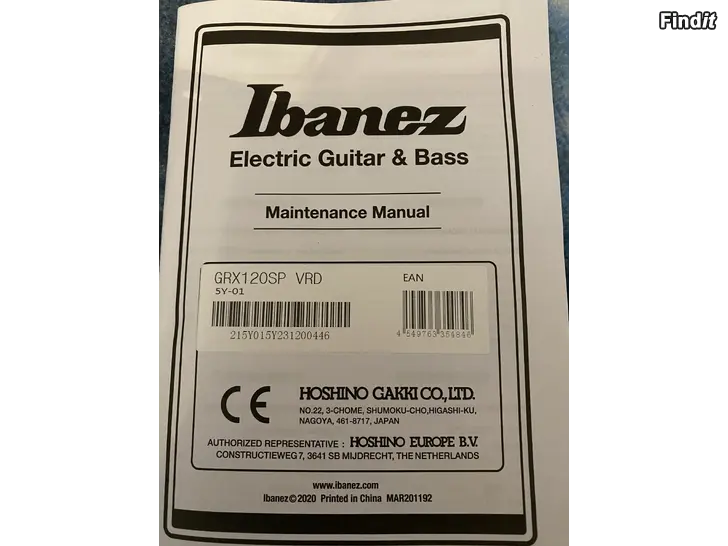 Findit
Ibanez
Electric Guitar & Bass
Maintenance Manual
GRX120SP VRD
5Y-01
EAN
215Y015Y231200446
4 549763 354846
CE
HOSHINO GAKKI CO., LTD.
NO.22, 3-CHOME, SHUMOKU-CHO,HIGASHI-KU,
NAGOYA, 461-8717, JAPAN
AUTHORIZED REPRESENTATIVE : HOSHINO EUROPE B.V.
CONSTRUCTIEWEG 7, 3641 SB MIJDRECHT, THE NETHERLANDS
www.ibanez.com
Ibanez©2020 Printed in China MAR201192